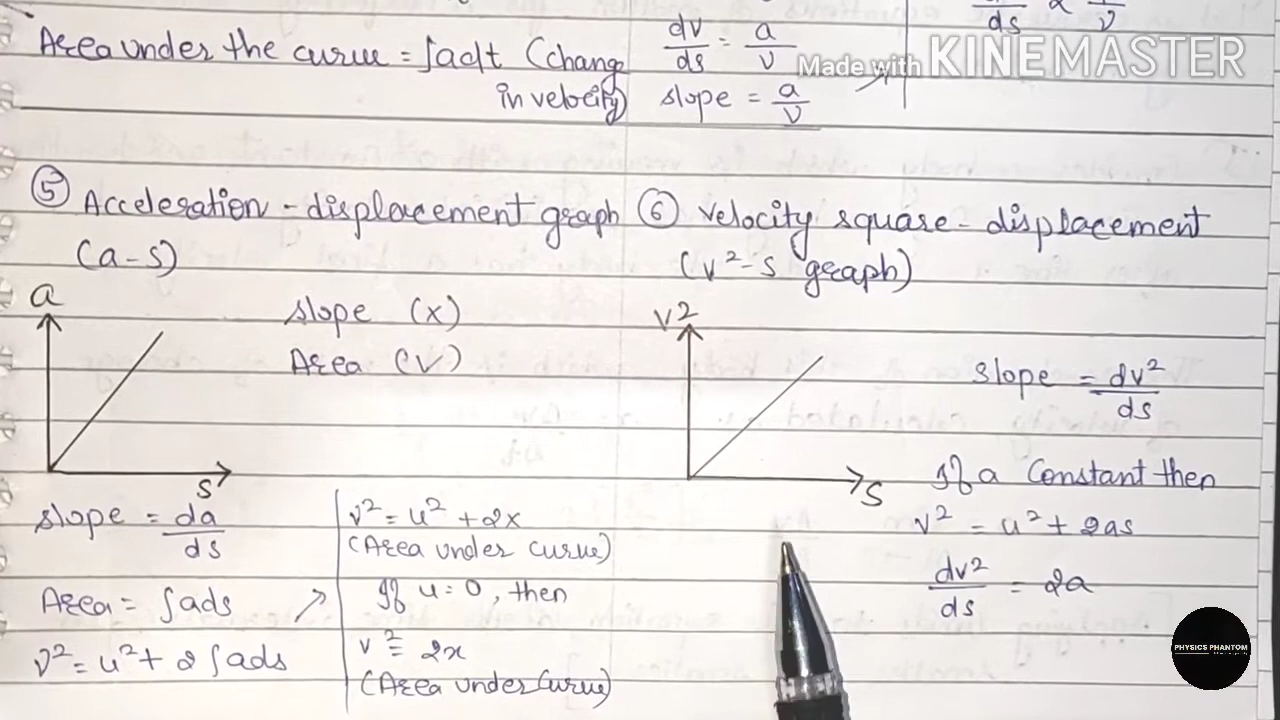 Area under the curve = ∫adt (chang
in velocity)
dv/ds = a/v
slope = a/v
ds ∝ v
Made with KINEMASTER
⑤ Acceleration - displacement graph
(a-s)
a
s
slope (x)
Area (✓)
slope = da/ds
Area = ∫ads
v² = u² + 2∫ads
v² = u² + 2x
(Area under curve)
If u = 0, then
v² = 2x
(Area under curve)
⑥ velocity square - displacement
(v²-s graph)
v2
s
slope = dv²/ds
If a Constant then
v² = u² + 2as
dv²/ds = 2a
PHYSICS PHANTOM